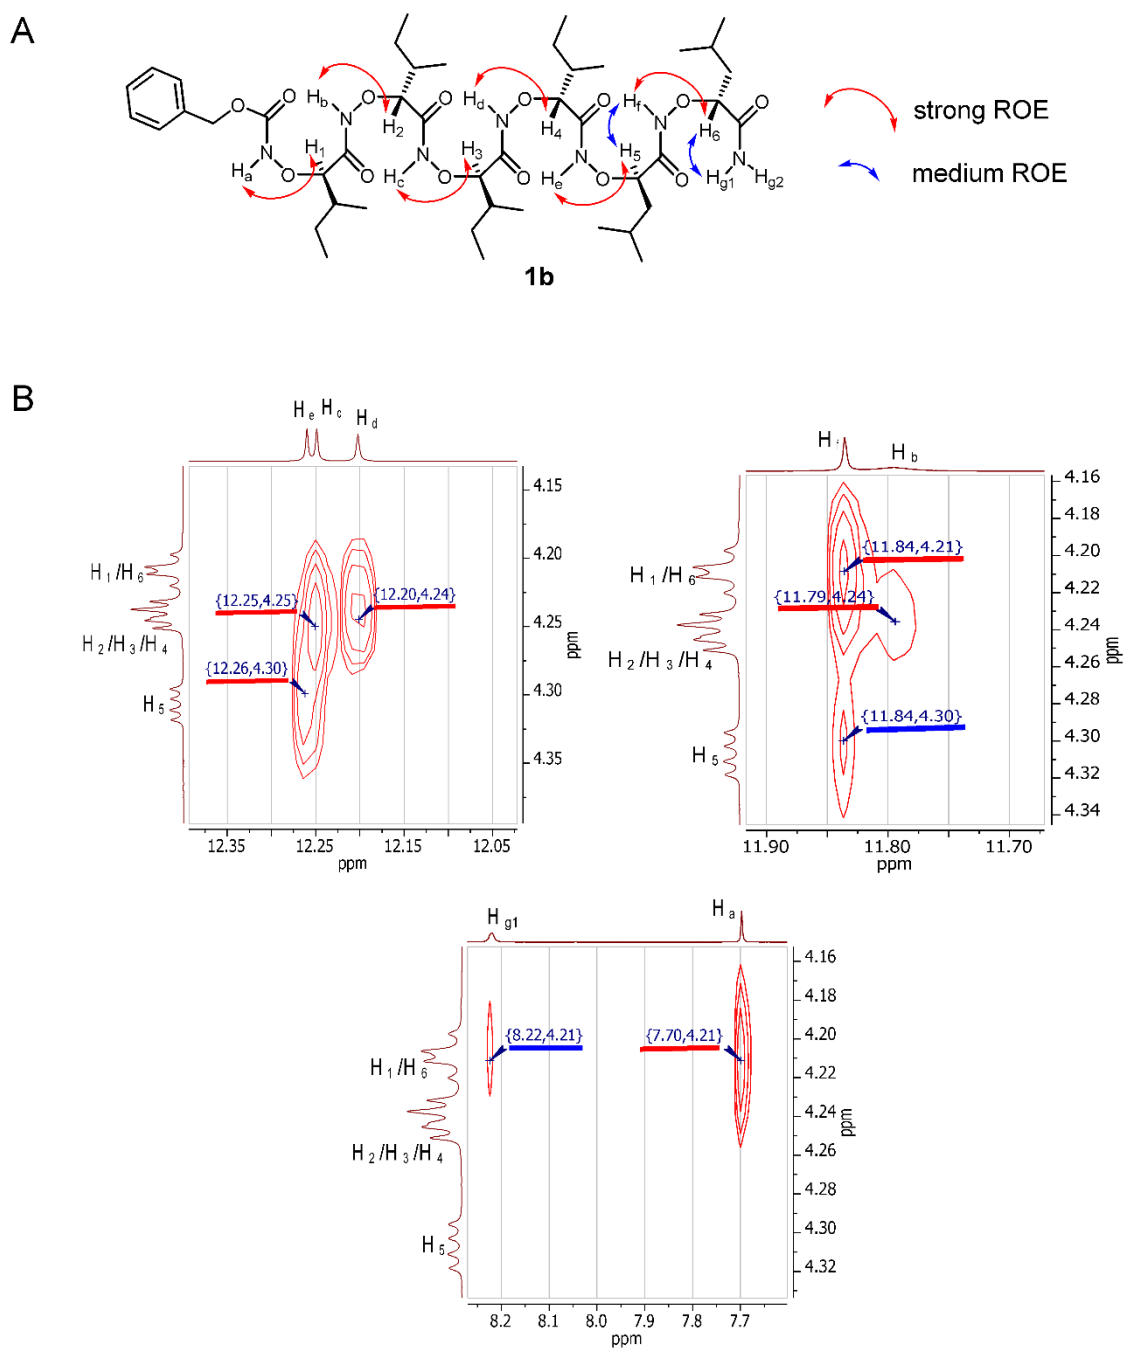 A
O
O
O
O
O
O
O
Hb
Hd
Hf
N
N
N
H2
H4
H6
strong ROE
O
O
N
H1
N
H3
N
H5
NH
medium ROE
Ha
O
O
Hc
O
O
He
O
O
Hg1 Hg2
1b
B
He Hc Hd
4.15
4.20
4.25
4.30
4.35
ppm
H1/H6
H2/H3/H4
H5
{12.25,4.25}
{12.20,4.24}
{12.26,4.30}
12.35 12.25 12.15 12.05
ppm
H Hb
4.16
4.18
4.20
4.22
4.24
4.26
4.28
4.30
4.32
4.34
ppm
H1/H6
H2/H3/H4
H5
{11.84,4.21}
{11.79,4.24}
{11.84,4.30}
11.90 11.80 11.70
ppm
Hg1 Ha
4.16
4.18
4.20
4.22
4.24
4.26
4.28
4.30
4.32
ppm
H1/H6
H2/H3/H4
H5
{8.22,4.21} {7.70,4.21}
8.2 8.1 8.0 7.9 7.8 7.7
ppm